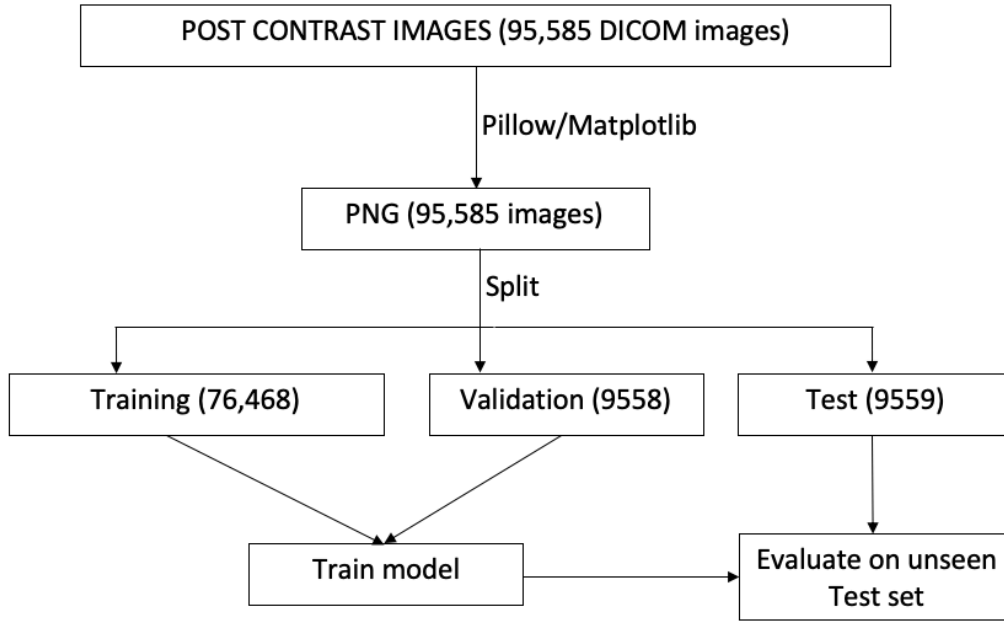 POST CONTRAST IMAGES (95,585 DICOM images)
Pillow/Matplotlib
PNG (95,585 images)
Split
Training (76,468)
Validation (9558)
Test (9559)
Train model
Evaluate on unseen
Test set